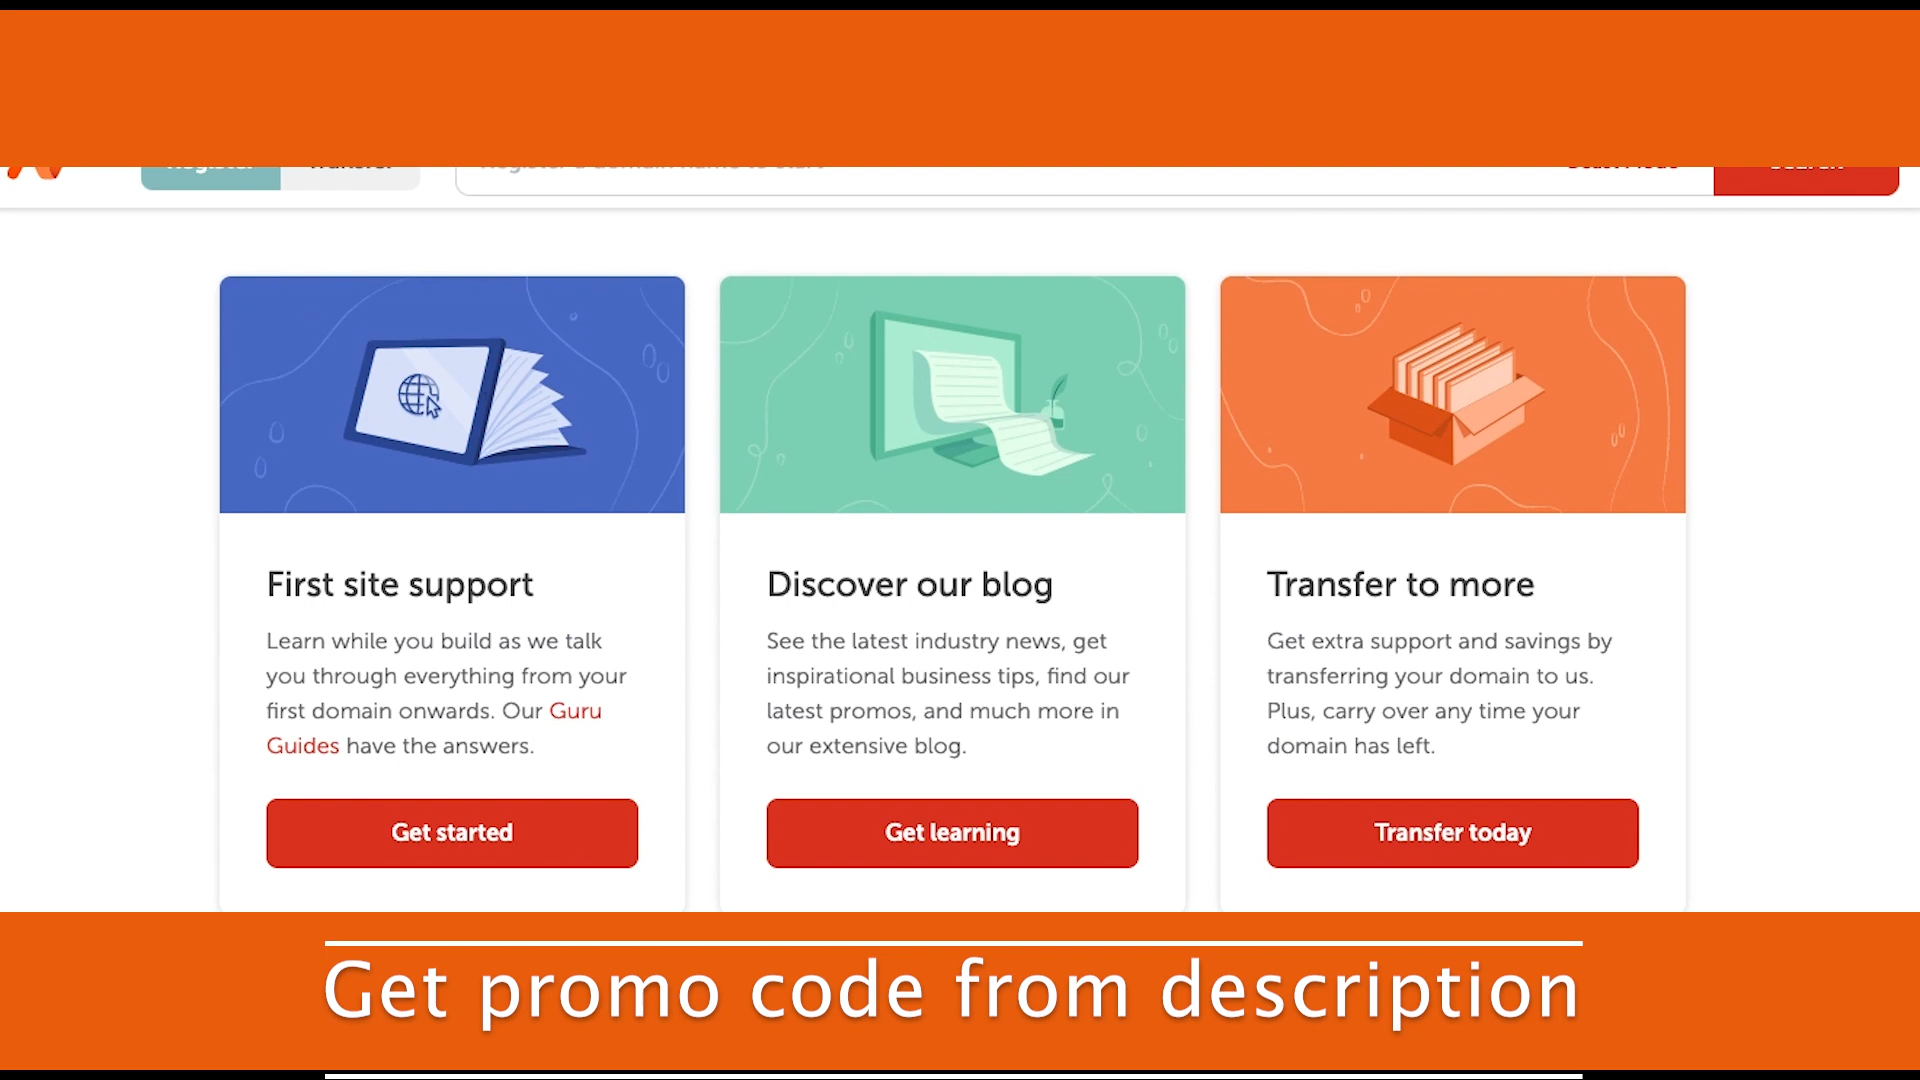 First site support
Learn while you build as we talk
you through everything from your
first domain onwards. Our Guru
Guides have the answers.
Get started
Discover our blog
See the latest industry news, get
inspirational business tips, find our
latest promos, and much more in
our extensive blog.
Get learning
Transfer to more
Get extra support and savings by
transferring your domain to us.
Plus, carry over any time your
domain has left.
Transfer today
Get promo code from description